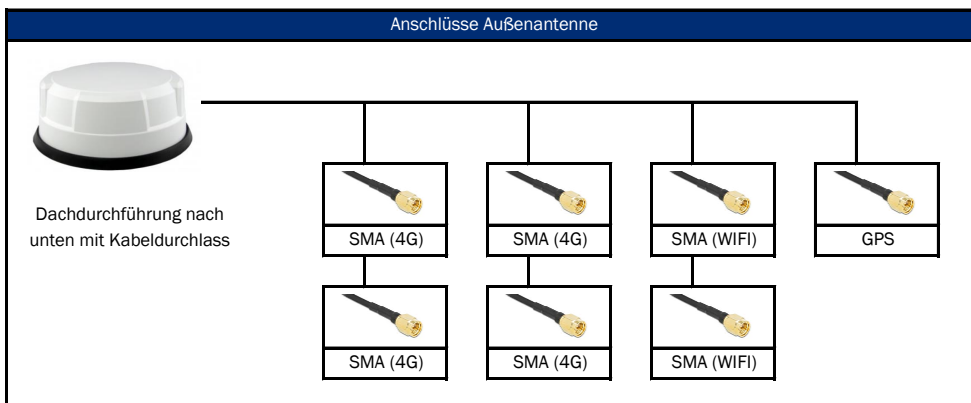 Anschlüsse Außenantenne
Dachdurchführung nach
unten mit Kabeldurchlass
SMA (4G)
SMA (4G)
SMA (WIFI)
GPS
SMA (4G)
SMA (4G)
SMA (WIFI)